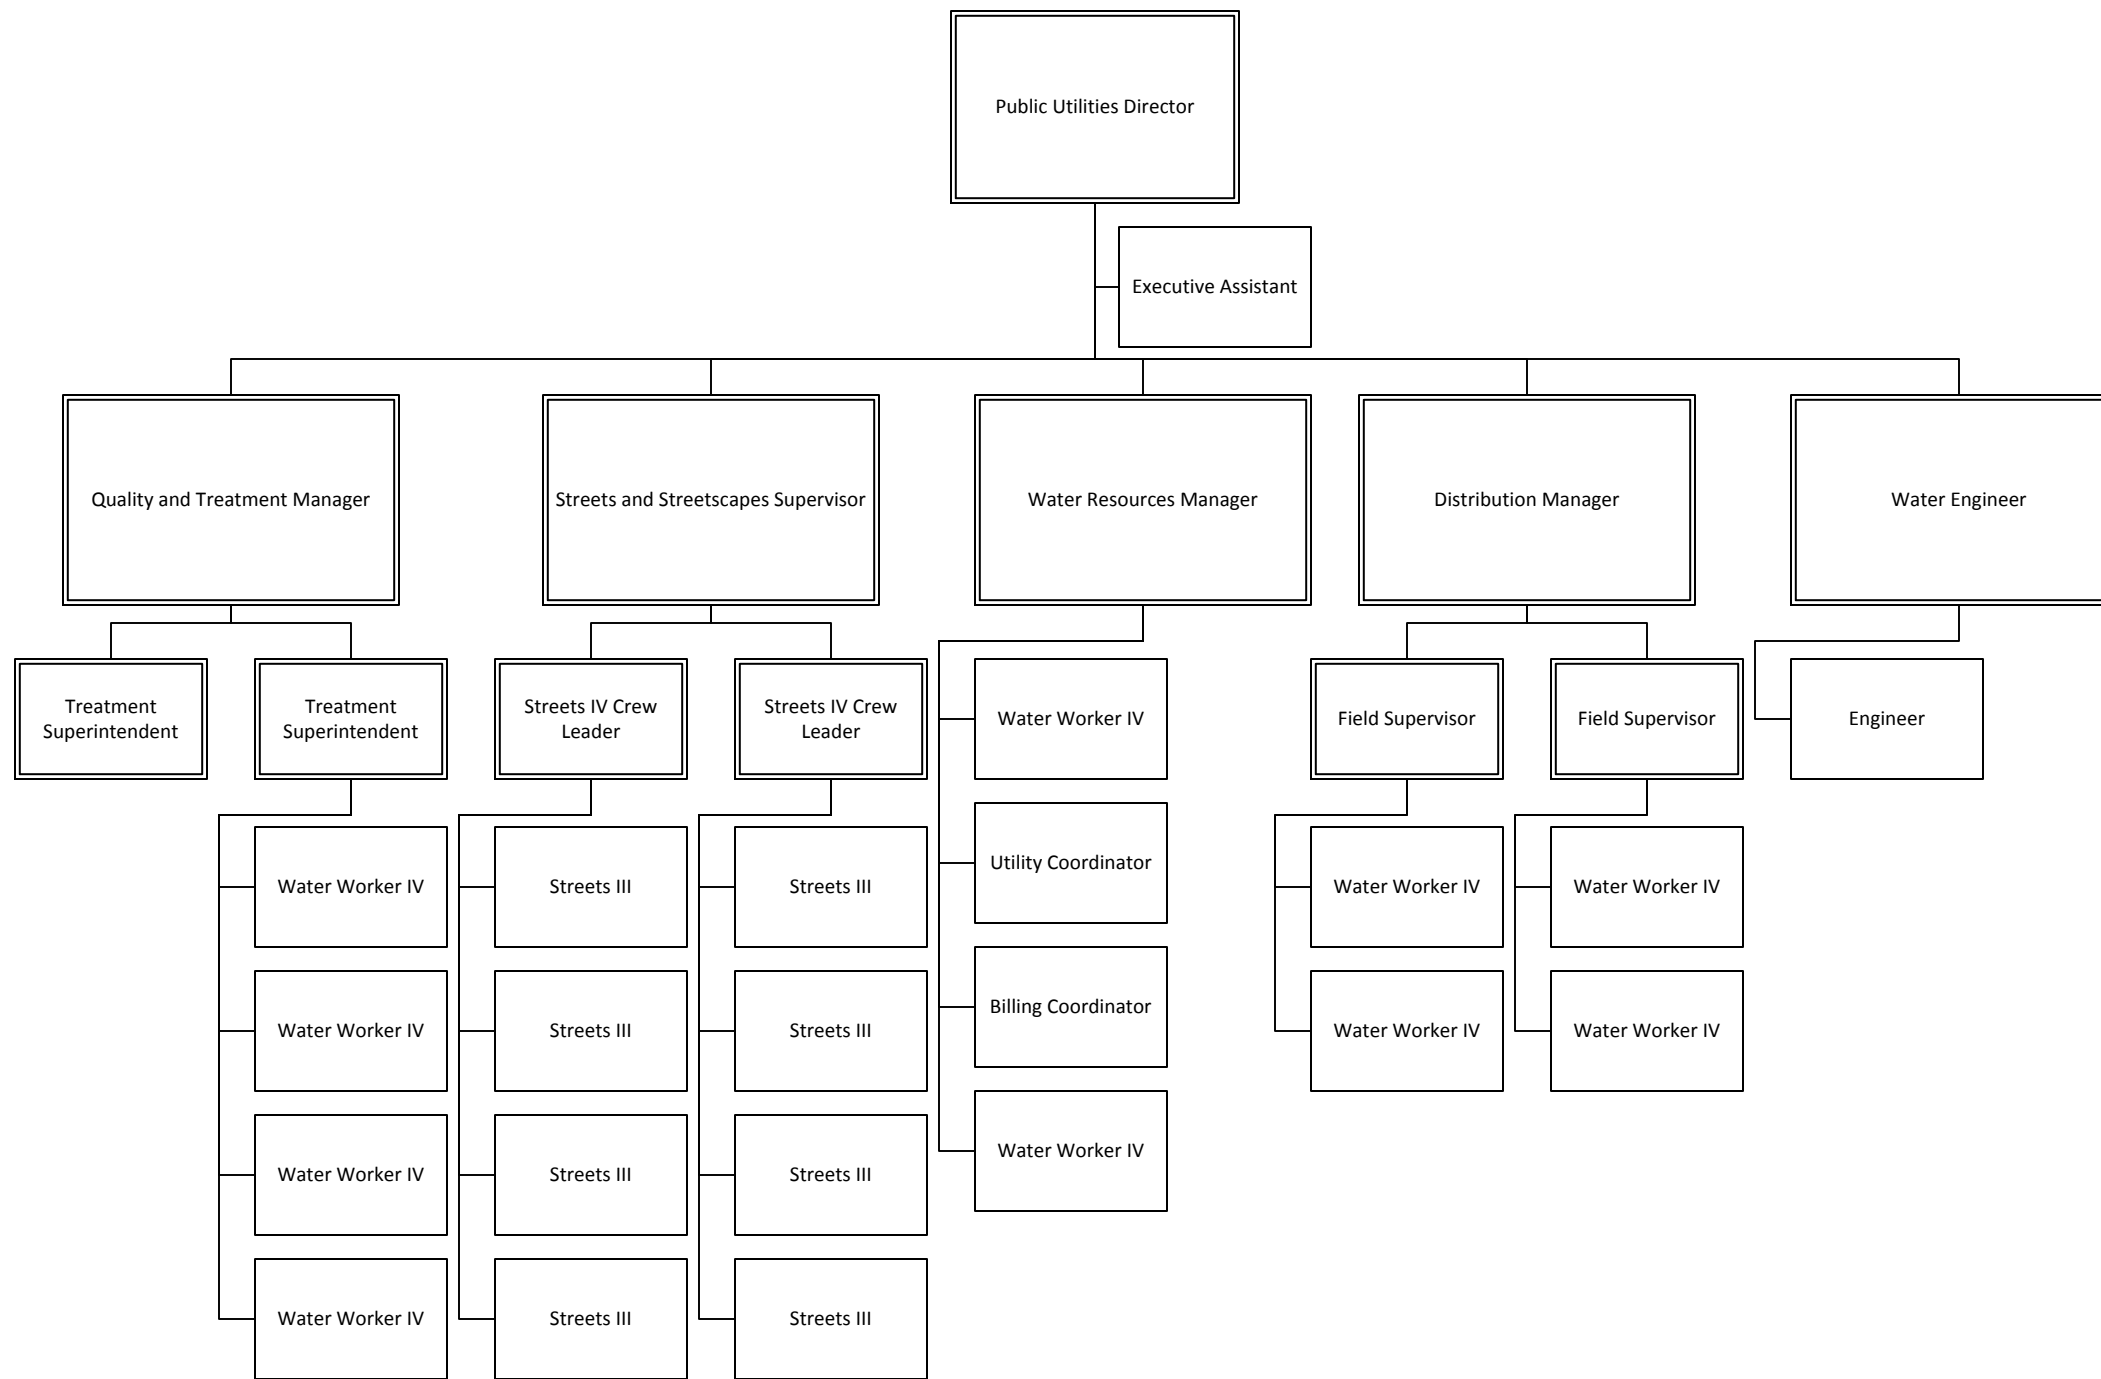 Public Utilities Director
Executive Assistant
Quality and Treatment Manager
Streets and Streetscapes Supervisor
Water Resources Manager
Distribution Manager
Water Engineer
Treatment
Superintendent
Treatment
Superintendent
Streets IV Crew
Leader
Streets IV Crew
Leader
Water Worker IV
Field Supervisor
Field Supervisor
Engineer
Utility Coordinator
Water Worker IV
Streets III
Streets III
Water Worker IV
Water Worker IV
Billing Coordinator
Water Worker IV
Streets III
Streets III
Water Worker IV
Water Worker IV
Water Worker IV
Water Worker IV
Streets III
Streets III
Water Worker IV
Streets III
Streets III